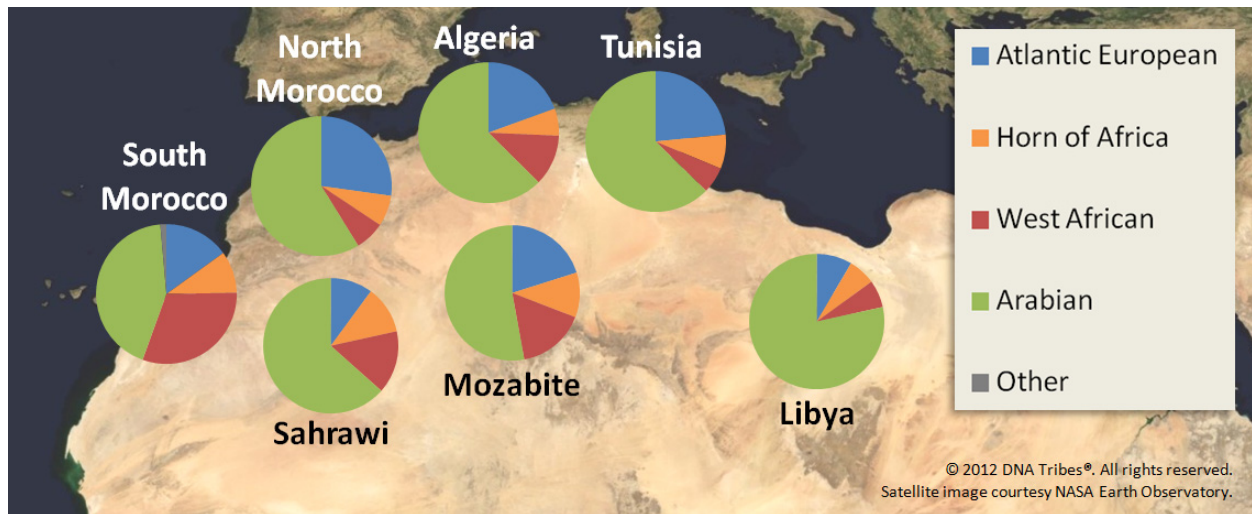 North
Morocco
Algeria
Tunisia
South
Morocco
Sahrawi
Mozabite
Libya
Atlantic European
Horn of Africa
West African
Arabian
Other
© 2012 DNA Tribes®. All rights reserved.
Satellite image courtesy NASA Earth Observatory.